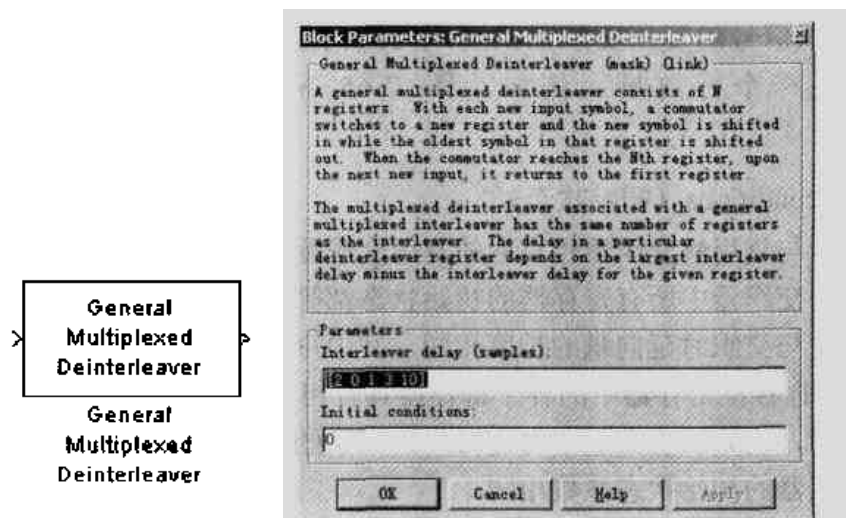 General
Multiplexed
Deinterleaver
General
Multiplexed
Deinterleaver
Block Parameters: General Multiplexed Deinterleaver
General Multiplexed Deinterleaver (mask) (link)
A general multiplexed deinterleaver consists of N
registers. With each new input symbol, a commutator
switches to a new register and the new symbol is shifted
in while the oldest symbol in that register is shifted
out. When the commutator reaches the Nth register, upon
the next new input, it returns to the first register
The multiplexed deinterleaver associated with a general
multiplexed interleaver has the same number of registers
as the interleaver. The delay in a particular
deinterleaver register depends on the largest interleaver
delay minus the interleaver delay for the given register.
Parameters
Interleaver delay (samples):
[2 0 1 3 10]
Initial conditions:
0
OK
Cancel
Help
Apply